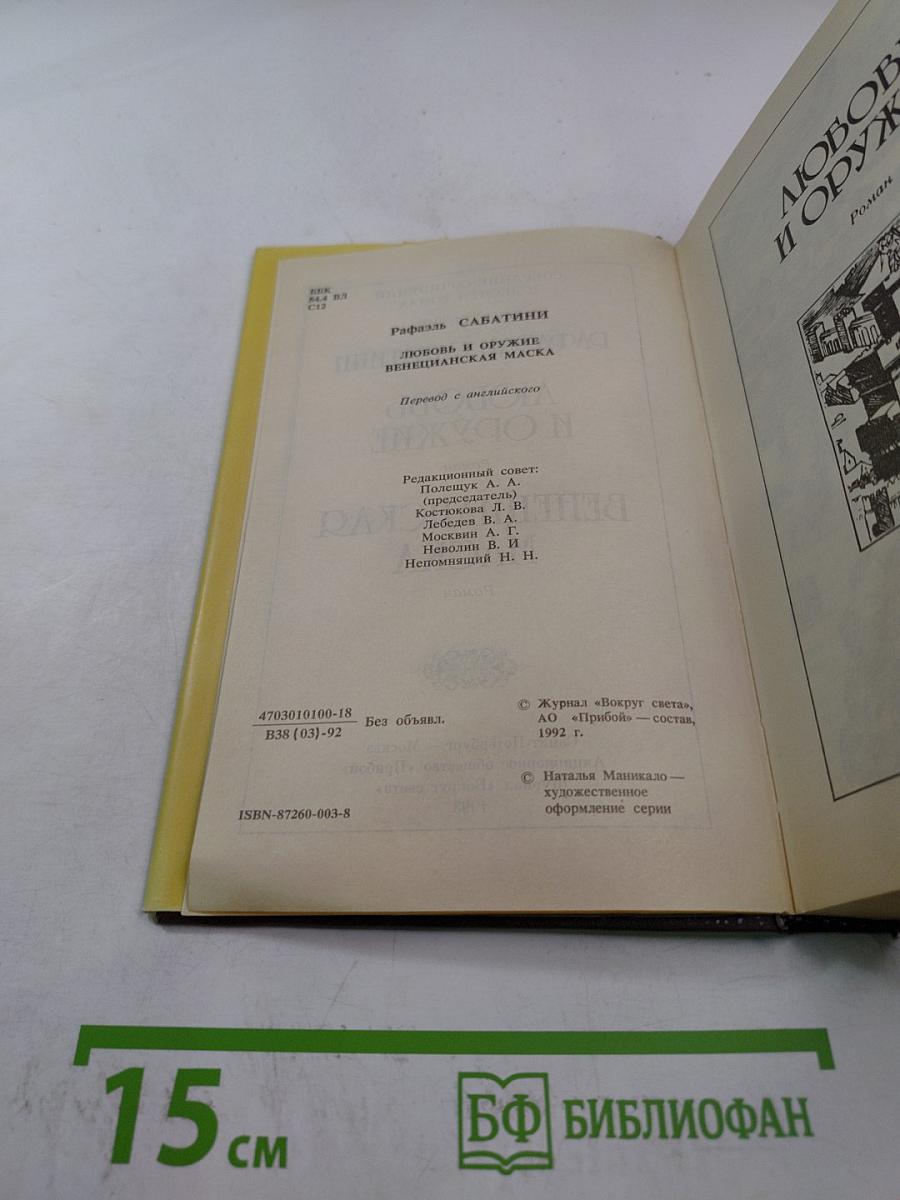 ББК
84.4 ВЛ
С12
Рафаэль САБАТИНИ
ЛЮБОВЬ И ОРУЖИЕ
ВЕНЕЦИАНСКАЯ МАСКА
Перевод с английского
Редакционный совет:
Полещук А. А.
(председатель)
Костюкова Л. В.
Лебедев В. А.
Москвин А. Г.
Неволин В. И
Непомнящий Н. Н.
4703010100-18
В38 (03)-92
Без объявл.
© Журнал «Вокруг света»,
АО «Прибой» — состав,
1992 г.
© Наталья Маникало —
художественное
оформление серии
ISBN-87260-003-8
ЛЮБОВЬ
И ОРУЖ
Роман
15 см
БФ БИБЛИОФАН